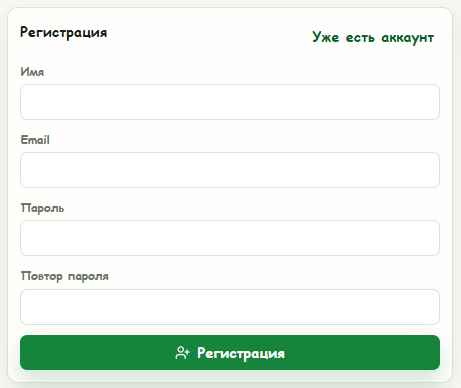 Регистрация
Уже есть аккаунт
Имя
Email
Пароль
Повтор пароля
Регистрация